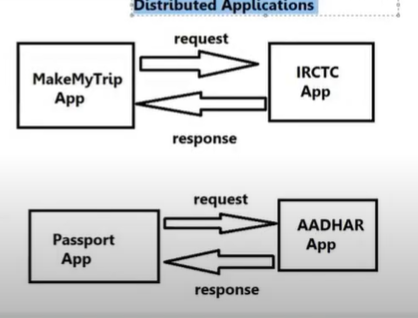 Distributed Applications
request
MakeMyTrip
App
IRCTC
App
response
request
Passport
App
AADHAR
App
response